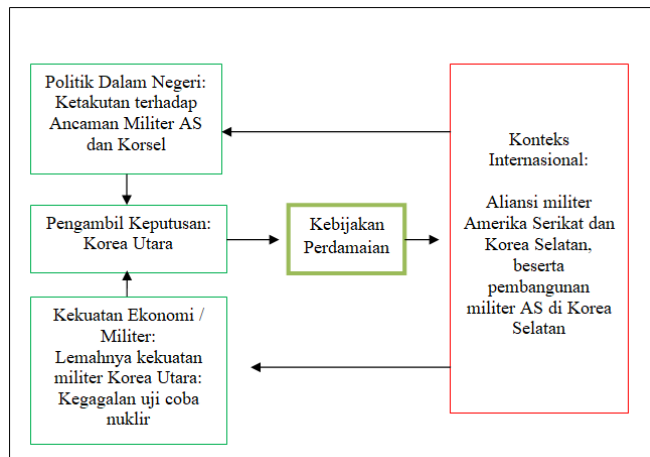 Politik Dalam Negeri:
Ketakutan terhadap
Ancaman Militer AS
dan Korsel
Pengambil Keputusan:
Korea Utara
Kekuatan Ekonomi /
Militer:
Lemahnya kekuatan
militer Korea Utara:
Kegagalan uji coba
nuklir
Kebijakan
Perdamaian
Konteks
Internasional:
Aliansi militer
Amerika Serikat dan
Korea Selatan,
beserta
pembangunan
militer AS di Korea
Selatan